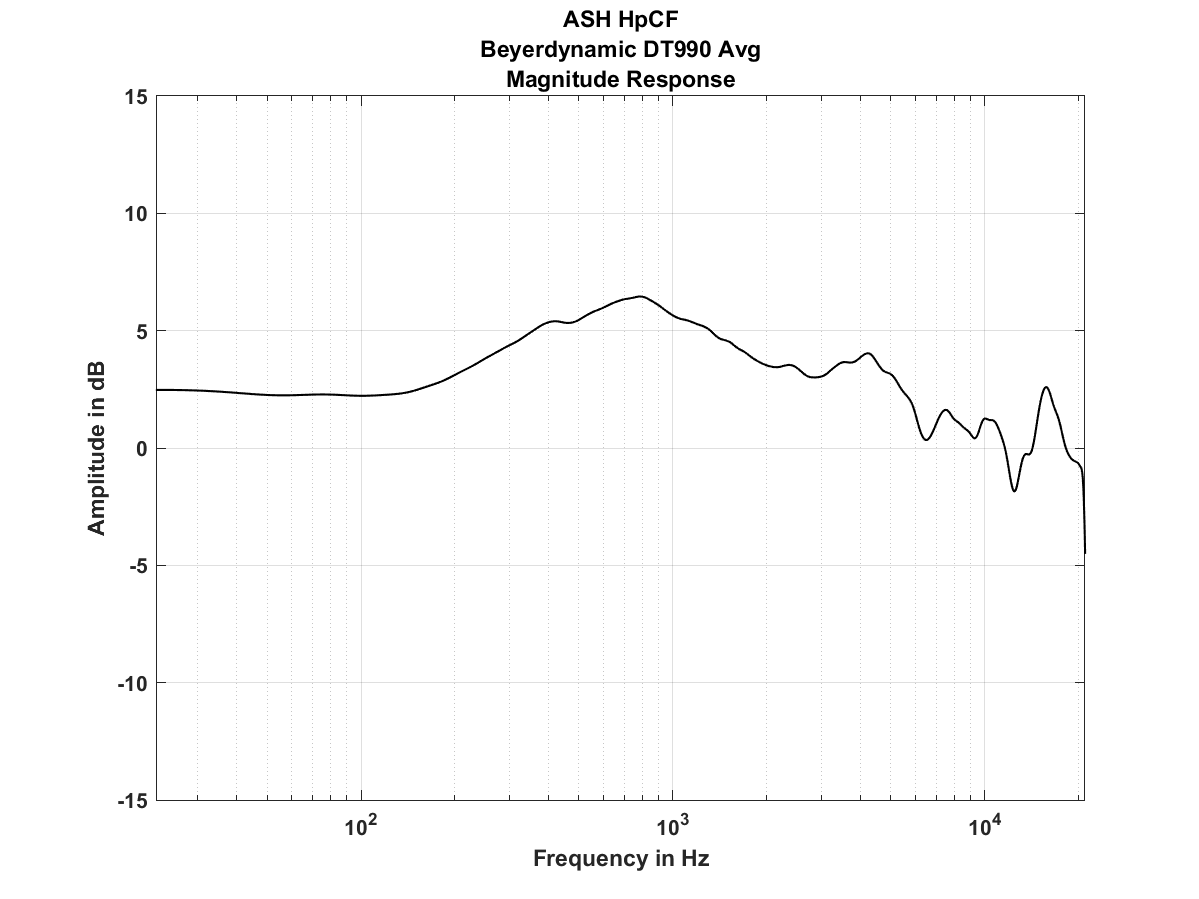 ASH HpCF
Beyerdynamic DT990 Avg
Magnitude Response
15
10
5
0
-5
-10
-15
Amplitude in dB
10² 10³ 10⁴
Frequency in Hz